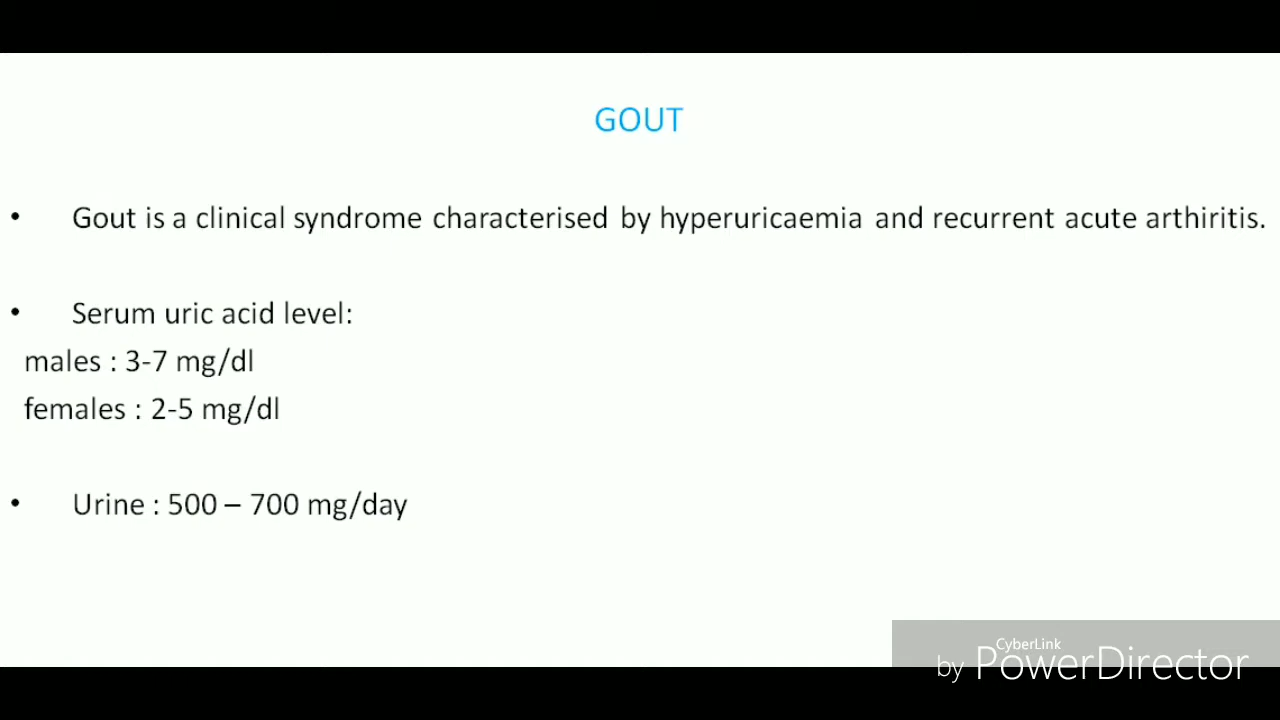 GOUT
• Gout is a clinical syndrome characterised by hyperuricaemia and recurrent acute arthiritis.
• Serum uric acid level:
males : 3-7 mg/dl
females : 2-5 mg/dl
• Urine : 500 – 700 mg/day
CyberLink
by PowerDirector